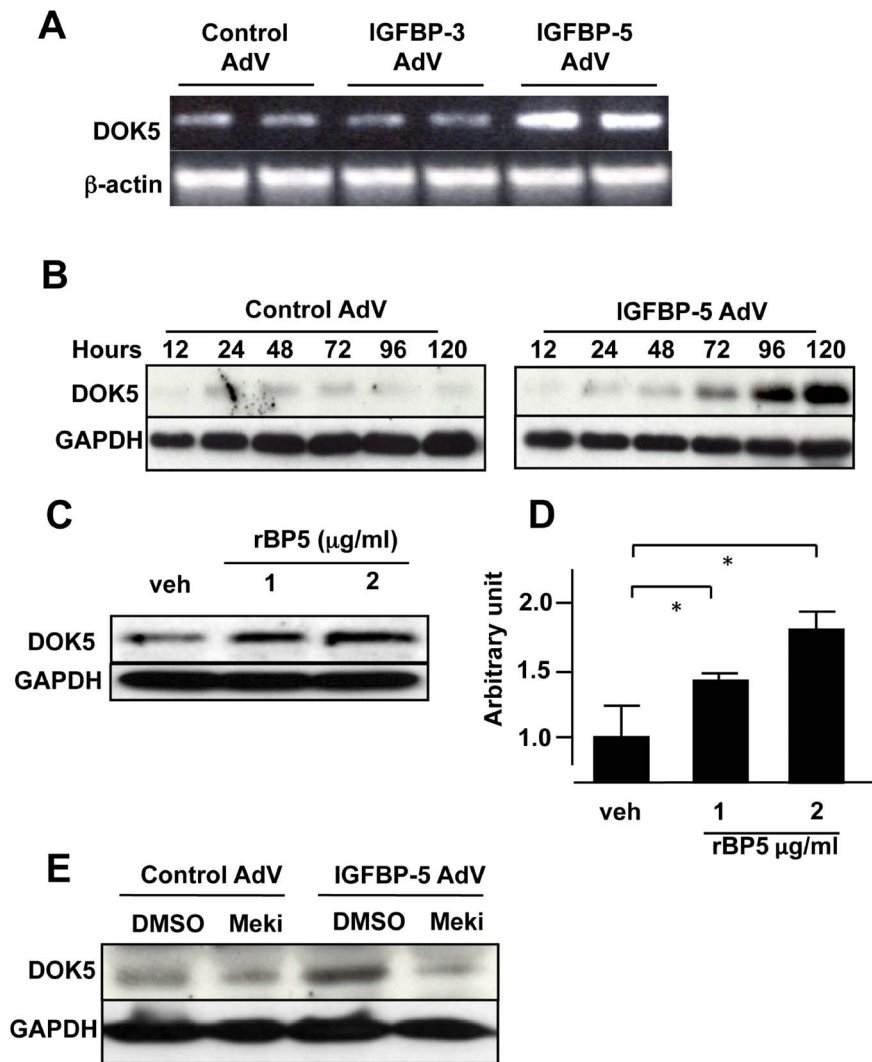 A
Control AdV
IGFBP-3 AdV
IGFBP-5 AdV
DOK5
β-actin
B
Control AdV
IGFBP-5 AdV
Hours 12 24 48 72 96 120
12 24 48 72 96 120
DOK5
GAPDH
C
rBP5 (μg/ml)
veh 1 2
DOK5
GAPDH
D
Arbitrary unit
2.0
1.5
1.0
*
*
veh 1 2
rBP5 μg/ml
E
Control AdV IGFBP-5 AdV
DMSO Meki DMSO Meki
DOK5
GAPDH